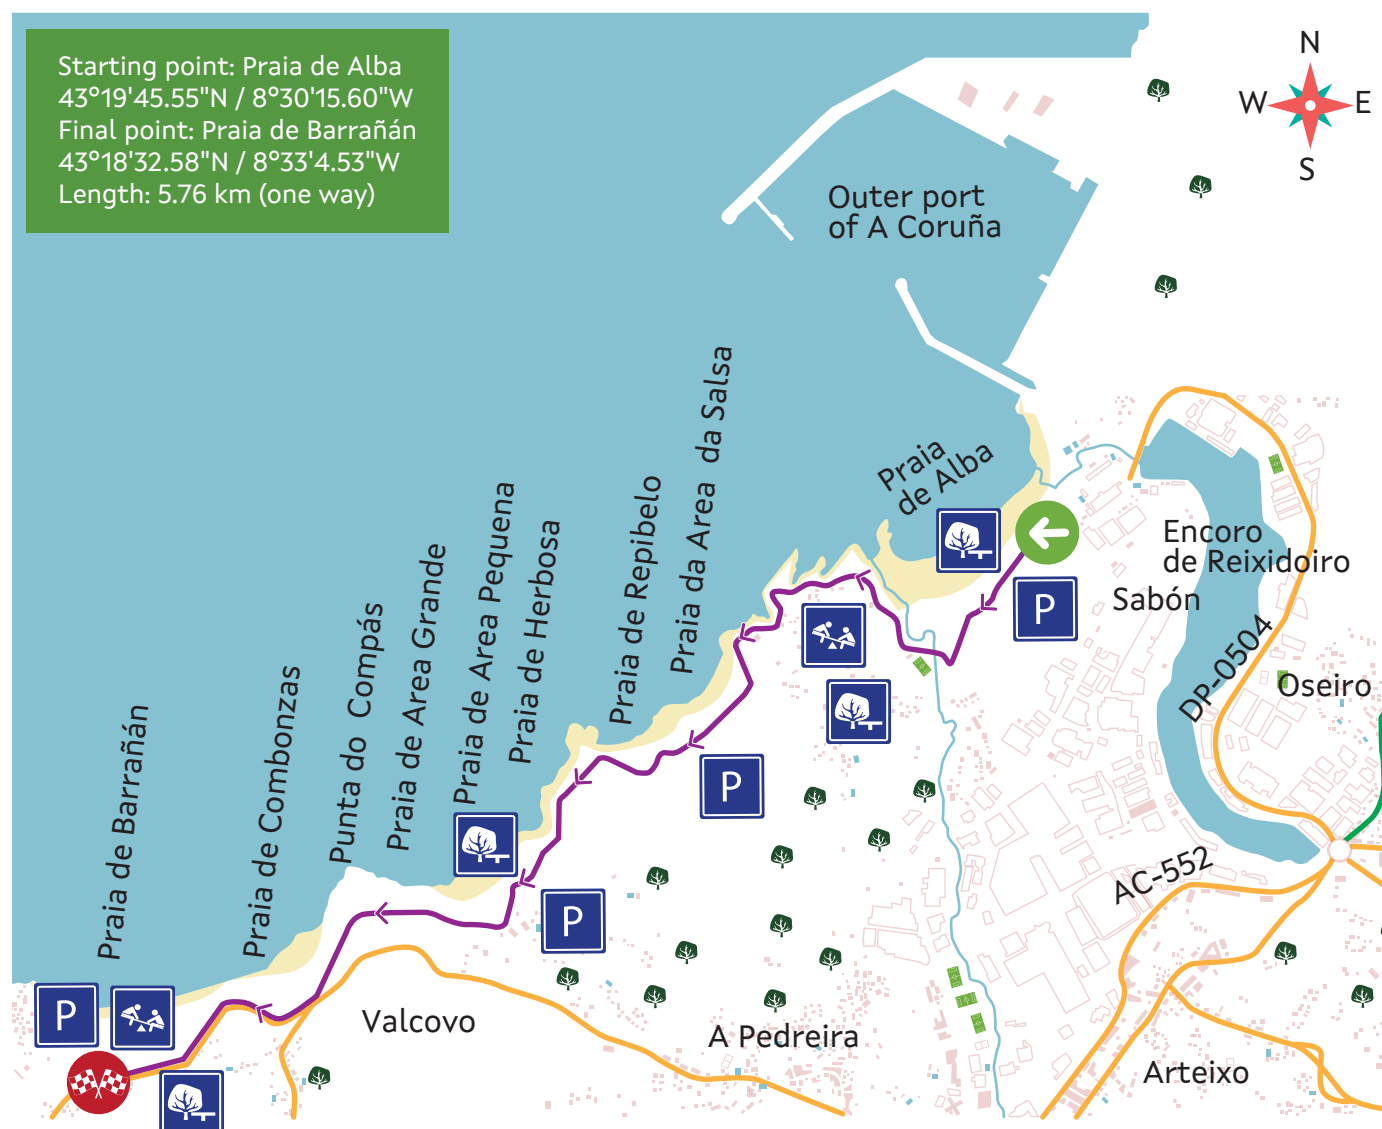 Starting point: Praia de Alba
43°19'45.55"N / 8°30'15.60"W
Final point: Praia de Barrañán
43°18'32.58"N / 8°33'4.53"W
Length: 5.76 km (one way)
N
W
E
S
Outer port
of A Coruña
Praia
de Alba
Praia da Area da Salsa
Praia de Repibelo
Praia de Herbosa
Praia de Area Pequena
Praia de Area Grande
Punta do Compás
Praia de Combonzas
Praia de Barrañán
Encoro
de Reixidoiro
Sabón
P
DP-0504
Oseiro
P
AC-552
P
P
Valcovo
A Pedreira
Arteixo